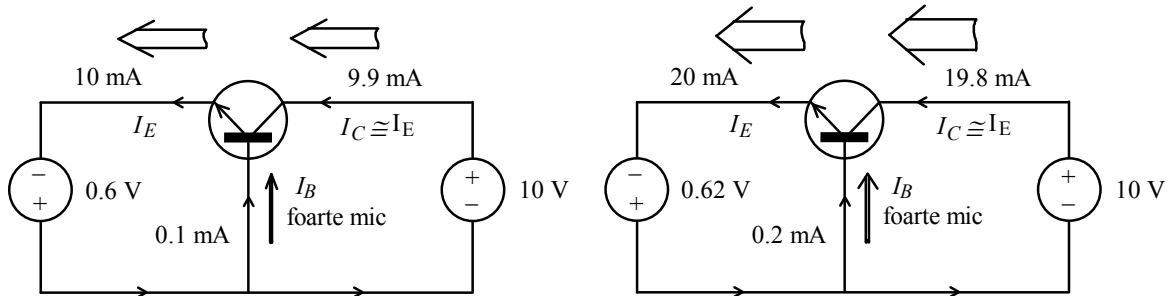 10 mA
9.9 mA
I_E
I_C ≅ I_E
− +
0.6 V
I_B
foarte mic
0.1 mA
+ −
10 V
20 mA
19.8 mA
I_E
I_C ≅ I_E
− +
0.62 V
I_B
foarte mic
0.2 mA
+ −
10 V